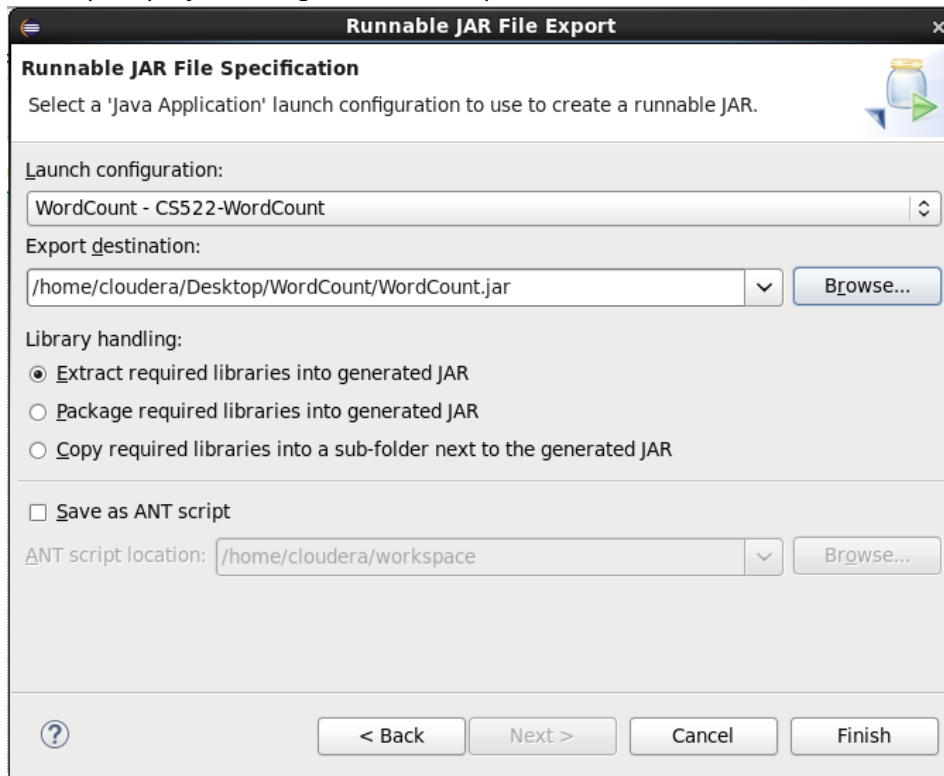 Runnable JAR File Export
Runnable JAR File Specification
Select a 'Java Application' launch configuration to use to create a runnable JAR.
Launch configuration:
WordCount - CS522-WordCount
Export destination:
/home/cloudera/Desktop/WordCount/WordCount.jar Browse...
Library handling:
Extract required libraries into generated JAR
Package required libraries into generated JAR
Copy required libraries into a sub-folder next to the generated JAR
Save as ANT script
ANT script location: /home/cloudera/workspace Browse...
? < Back Next > Cancel Finish